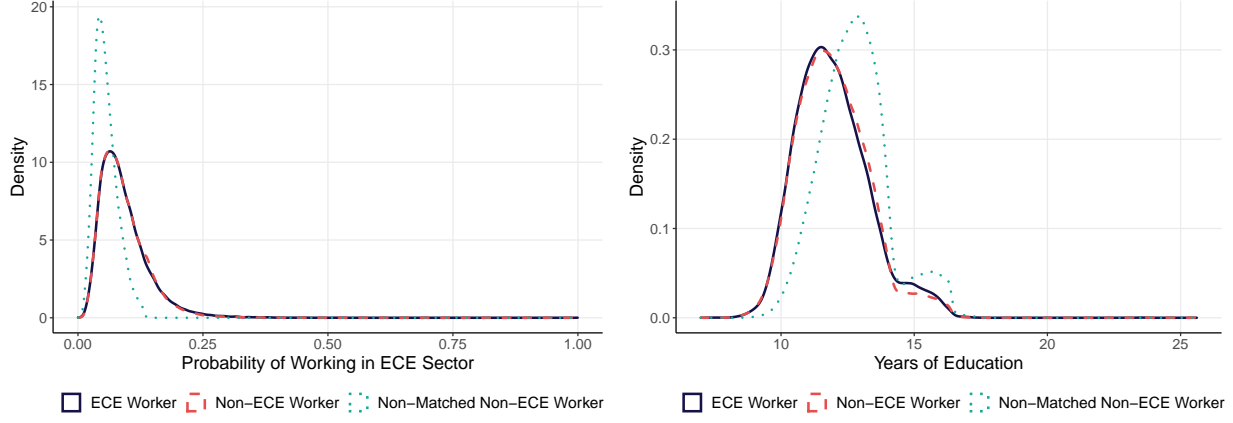 20
15
10
5
0
Density
0.00 0.25 0.50 0.75 1.00
Probability of Working in ECE Sector
ECE Worker Non−ECE Worker Non−Matched Non−ECE Worker
0.3
0.2
0.1
0.0
Density
10 15 20 25
Years of Education
ECE Worker Non−ECE Worker Non−Matched Non−ECE Worker